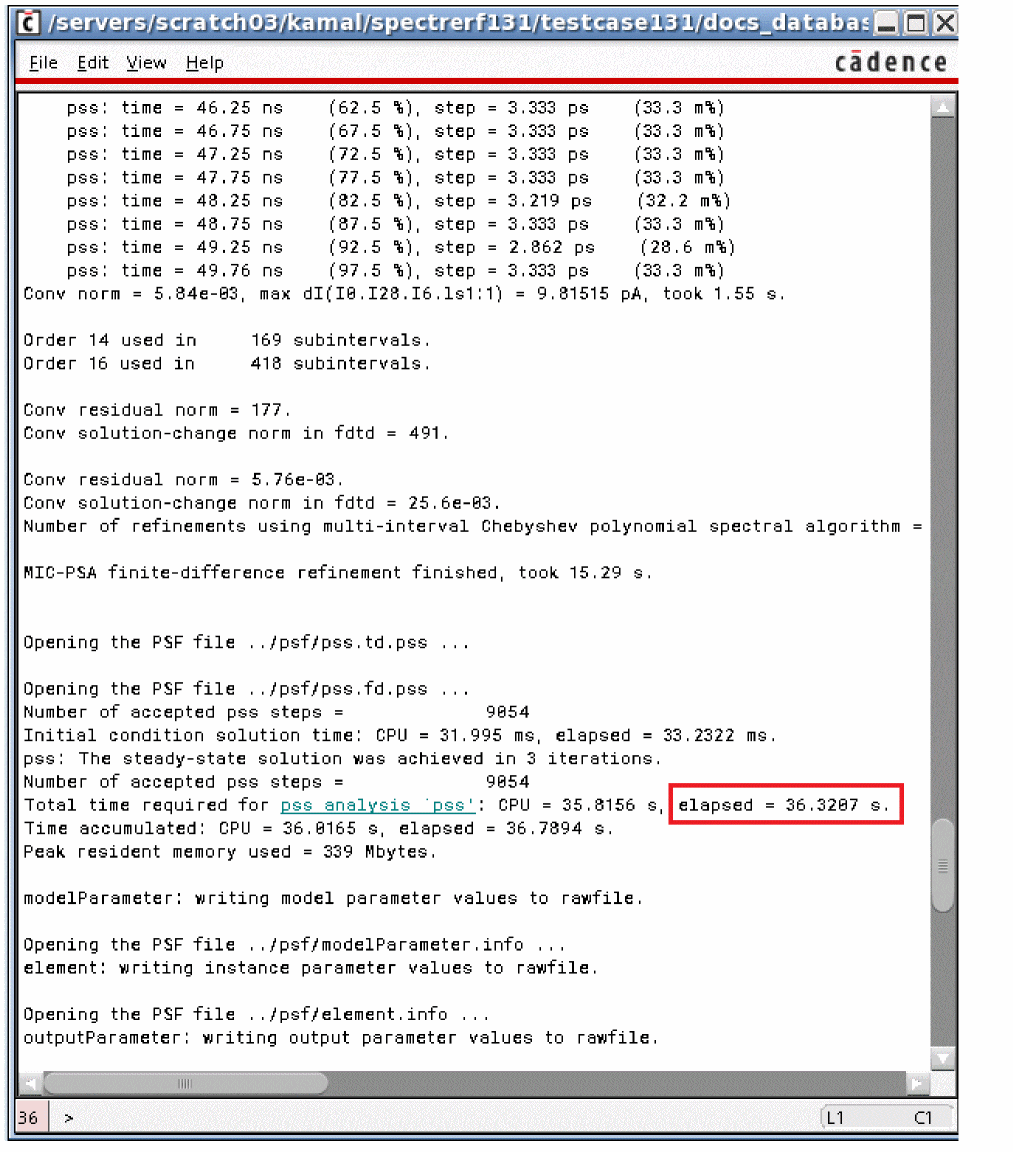 /servers/scratch03/kamal/spectrerf131/testcase131/docs_databas
File Edit View Help cādence
pss: time = 46.25 ns (62.5 %), step = 3.333 ps (33.3 m%)
pss: time = 46.75 ns (67.5 %), step = 3.333 ps (33.3 m%)
pss: time = 47.25 ns (72.5 %), step = 3.333 ps (33.3 m%)
pss: time = 47.75 ns (77.5 %), step = 3.333 ps (33.3 m%)
pss: time = 48.25 ns (82.5 %), step = 3.219 ps (32.2 m%)
pss: time = 48.75 ns (87.5 %), step = 3.333 ps (33.3 m%)
pss: time = 49.25 ns (92.5 %), step = 2.862 ps (28.6 m%)
pss: time = 49.76 ns (97.5 %), step = 3.333 ps (33.3 m%)
Conv norm = 5.84e-03, max dI(I0.I28.I6.ls1:1) = 9.81515 pA, took 1.55 s.
Order 14 used in 169 subintervals.
Order 16 used in 418 subintervals.
Conv residual norm = 177.
Conv solution-change norm in fdtd = 491.
Conv residual norm = 5.76e-03.
Conv solution-change norm in fdtd = 25.6e-03.
Number of refinements using multi-interval Chebyshev polynomial spectral algorithm =
MIC-PSA finite-difference refinement finished, took 15.29 s.
Opening the PSF file ../psf/pss.td.pss ...
Opening the PSF file ../psf/pss.fd.pss ...
Number of accepted pss steps = 9054
Initial condition solution time: CPU = 31.995 ms, elapsed = 33.2322 ms.
pss: The steady-state solution was achieved in 3 iterations.
Number of accepted pss steps = 9054
Total time required for pss analysis `pss': CPU = 35.8156 s, elapsed = 36.3207 s.
Time accumulated: CPU = 36.0165 s, elapsed = 36.7894 s.
Peak resident memory used = 339 Mbytes.
modelParameter: writing model parameter values to rawfile.
Opening the PSF file ../psf/modelParameter.info ...
element: writing instance parameter values to rawfile.
Opening the PSF file ../psf/element.info ...
outputParameter: writing output parameter values to rawfile.
36 > L1 C1